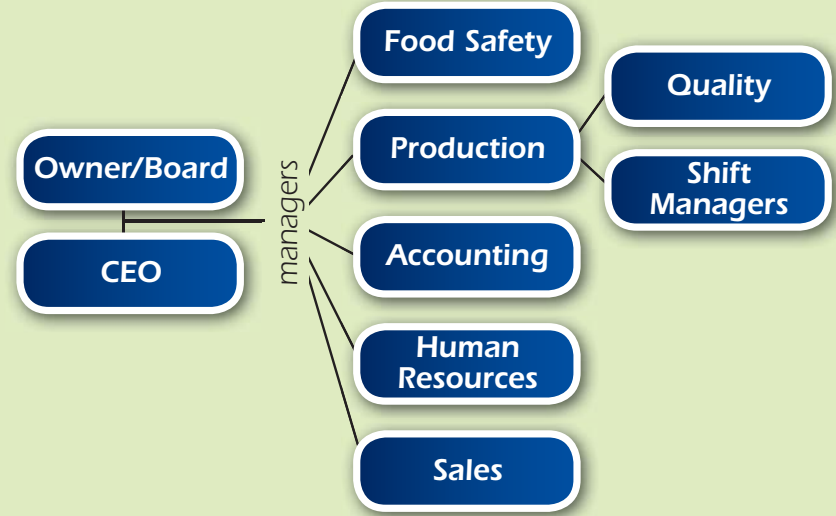 Owner/Board
CEO
managers
Food Safety
Production
Accounting
Human
Resources
Sales
Quality
Shift
Managers